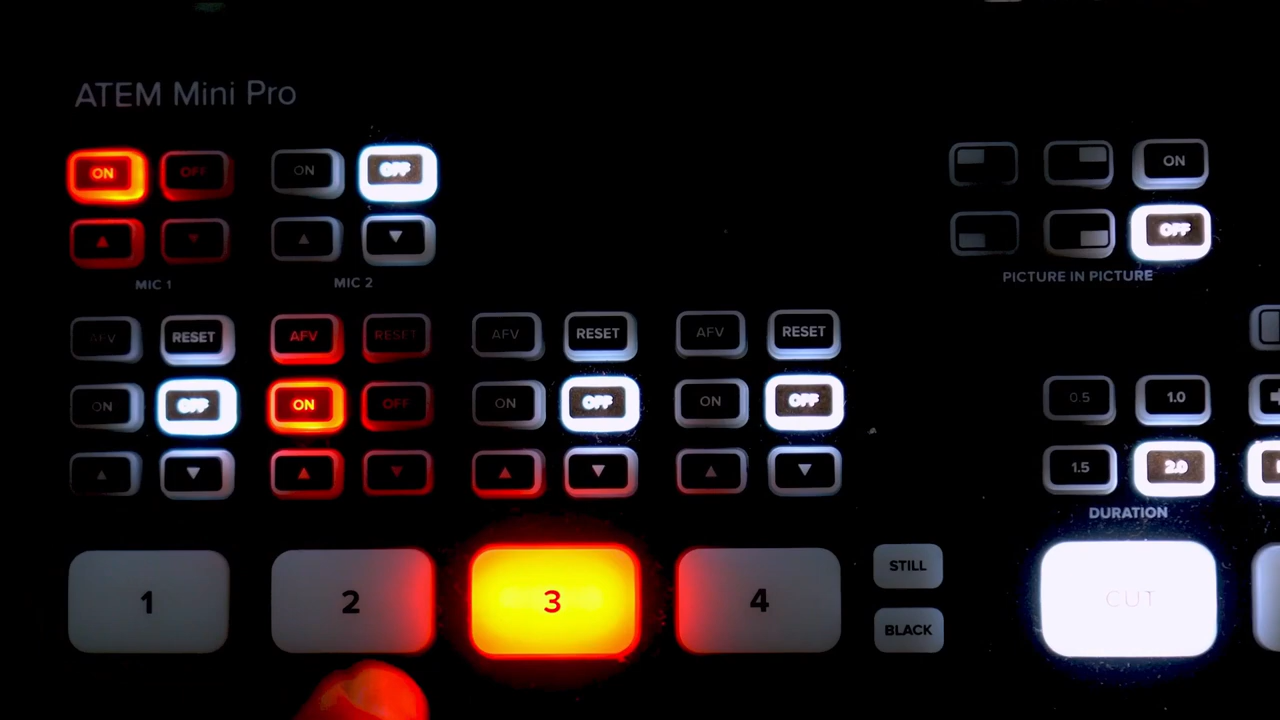 ATEM Mini Pro
ON OFF ON OFF ON
▲ ▼ ▲ ▼ OFF
MIC 1 MIC 2 PICTURE IN PICTURE
AFV RESET AFV RESET AFV RESET AFV RESET
ON OFF ON OFF ON OFF ON OFF 0.5 1.0
▲ ▼ ▲ ▼ ▲ ▼ ▲ ▼ 1.5 2.0
DURATION
1 2 3 4 STILL CUT
BLACK